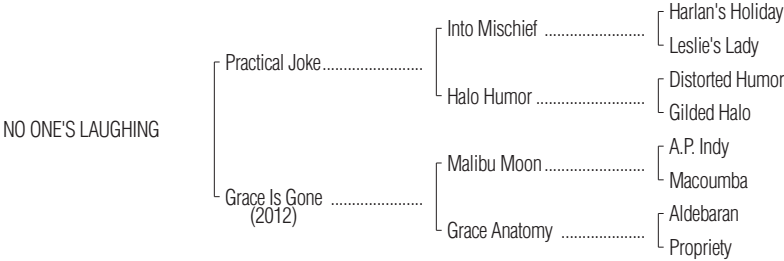 Harlan's Holiday
Into Mischief ........................
Leslie's Lady
Practical Joke........................
Distorted Humor
Halo Humor ..........................
Gilded Halo
NO ONE'S LAUGHING
A.P. Indy
Malibu Moon ........................
Macoumba
Grace Is Gone ......................
(2012)
Aldebaran
Grace Anatomy ....................
Propriety